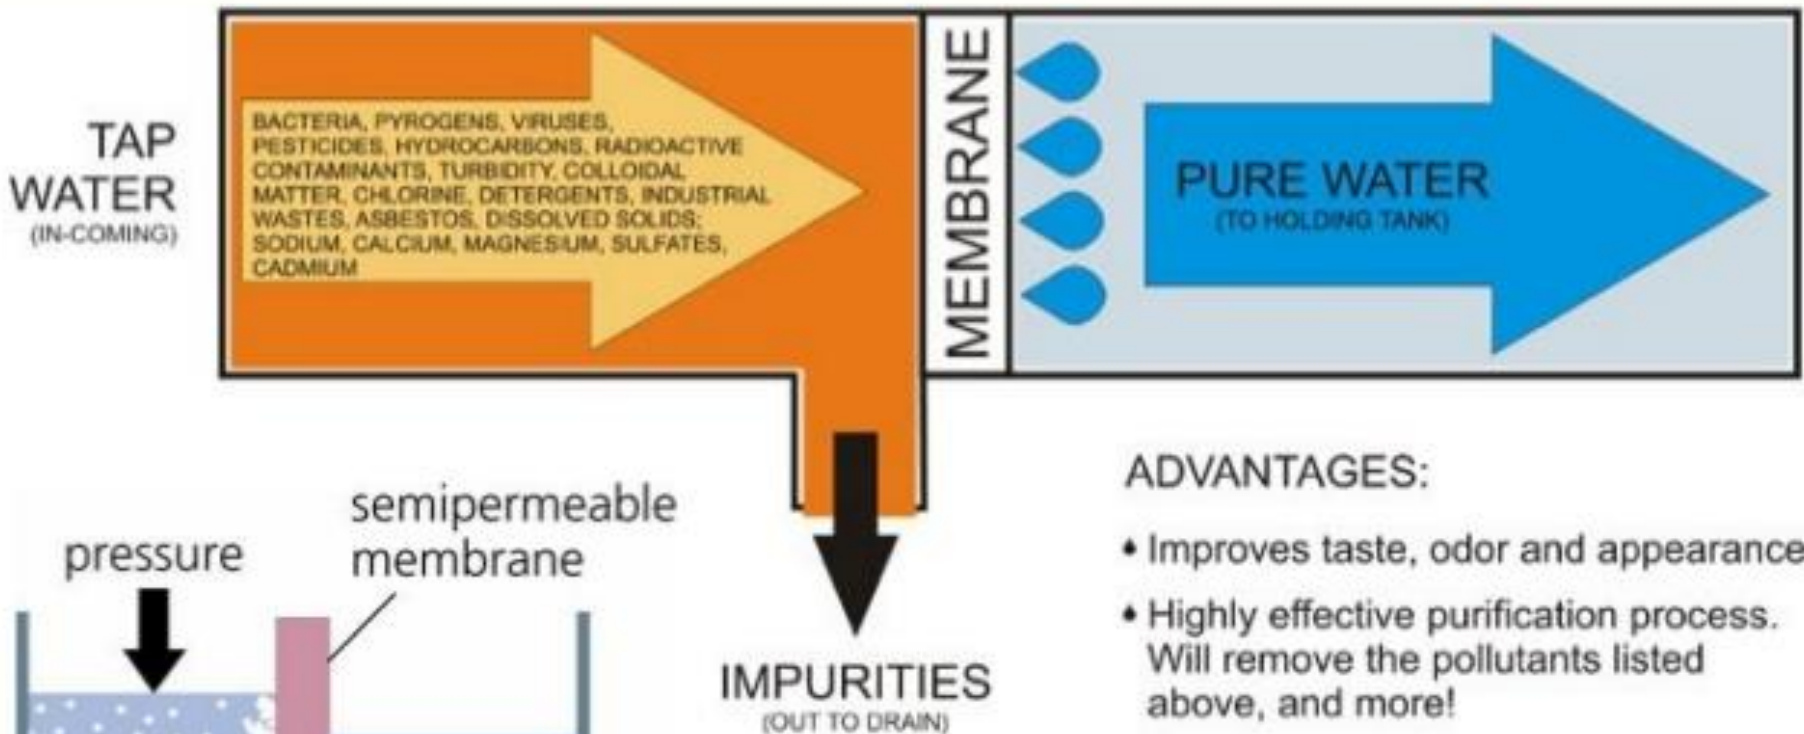 TAP
WATER
(IN-COMING)
BACTERIA, PYROGENS, VIRUSES,
PESTICIDES, HYDROCARBONS, RADIOACTIVE
CONTAMINANTS, TURBIDITY, COLLOIDAL
MATTER, CHLORINE, DETERGENTS, INDUSTRIAL
WASTES, ASBESTOS, DISSOLVED SOLIDS;
SODIUM, CALCIUM, MAGNESIUM, SULFATES,
CADMIUM
MEMBRANE
PURE WATER
(TO HOLDING TANK)
IMPURITIES
(OUT TO DRAIN)
pressure
semipermeable
membrane
ADVANTAGES:
Improves taste, odor and appearance
Highly effective purification process.
Will remove the pollutants listed
above, and more!